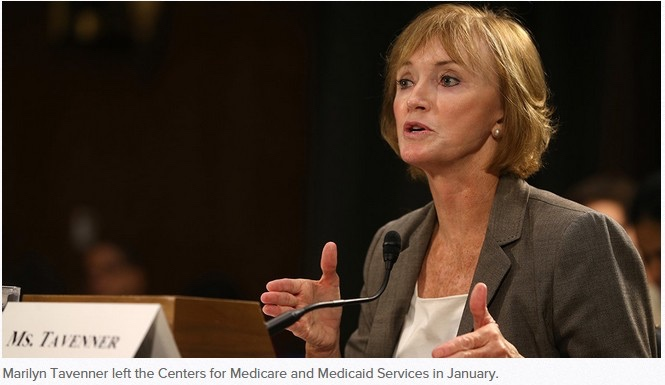 Ms. Tavenner
Marilyn Tavenner left the Centers for Medicare and Medicaid Services in January.